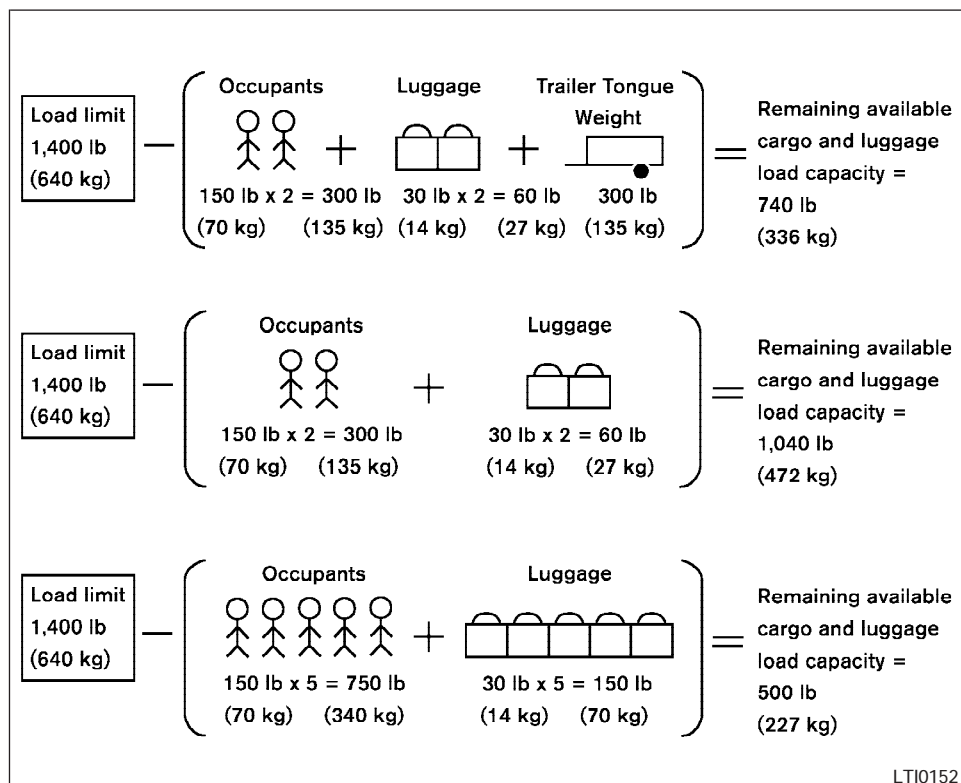 Occupants Luggage Trailer Tongue
Weight
Load limit
1,400 lb
(640 kg)
—
+
+
=
150 lb x 2 = 300 lb 30 lb x 2 = 60 lb 300 lb
(70 kg) (135 kg) (14 kg) (27 kg) (135 kg)
Remaining available
cargo and luggage
load capacity =
740 lb
(336 kg)
Occupants Luggage
Load limit
1,400 lb
(640 kg)
—
+
=
150 lb x 2 = 300 lb 30 lb x 2 = 60 lb
(70 kg) (135 kg) (14 kg) (27 kg)
Remaining available
cargo and luggage
load capacity =
1,040 lb
(472 kg)
Occupants Luggage
Load limit
1,400 lb
(640 kg)
—
+
=
150 lb x 5 = 750 lb 30 lb x 5 = 150 lb
(70 kg) (340 kg) (14 kg) (70 kg)
Remaining available
cargo and luggage
load capacity =
500 lb
(227 kg)
LTI0152